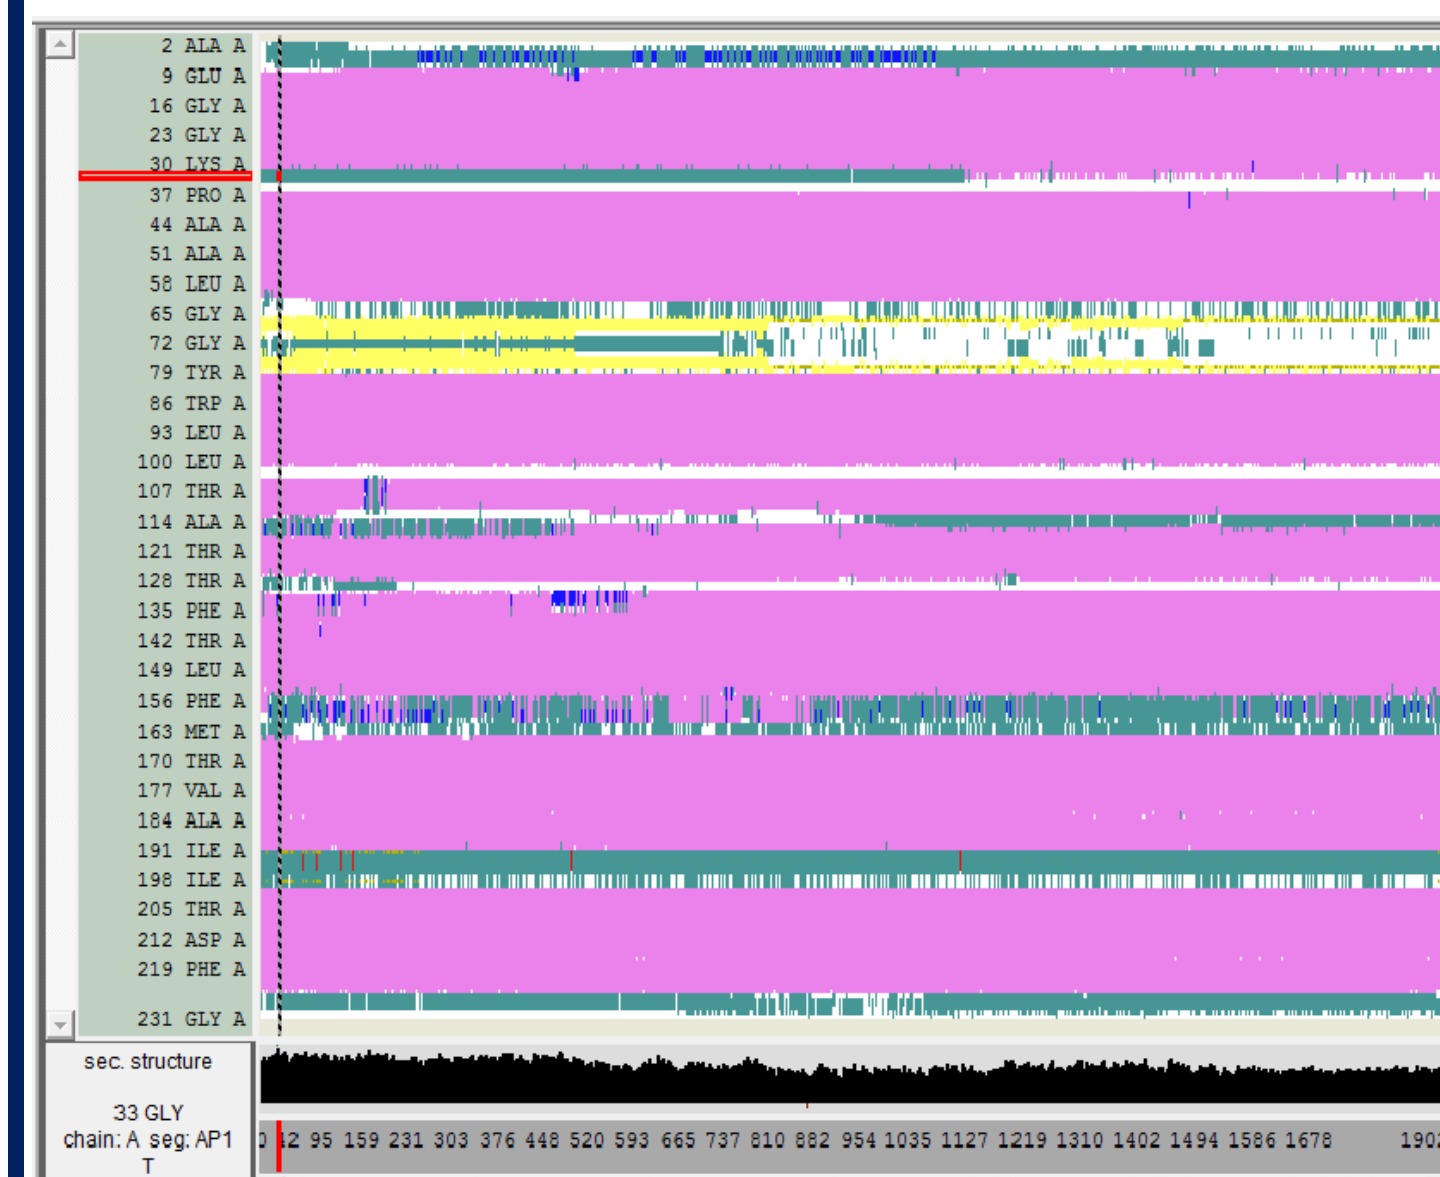 2 ALA A
9 GLU A
16 GLY A
23 GLY A
30 LYS A
37 PRO A
44 ALA A
51 ALA A
58 LEU A
65 GLY A
72 GLY A
79 TYR A
86 TRP A
93 LEU A
100 LEU A
107 THR A
114 ALA A
121 THR A
128 THR A
135 PHE A
142 THR A
149 LEU A
156 PHE A
163 MET A
170 THR A
177 VAL A
184 ALA A
191 ILE A
198 ILE A
205 THR A
212 ASP A
219 PHE A
231 GLY A
sec. structure
33 GLY
chain: A seg: AP1
T
0 42 95 159 231 303 376 448 520 593 665 737 810 882 954 1035 1127 1219 1310 1402 1494 1586 1678 1902